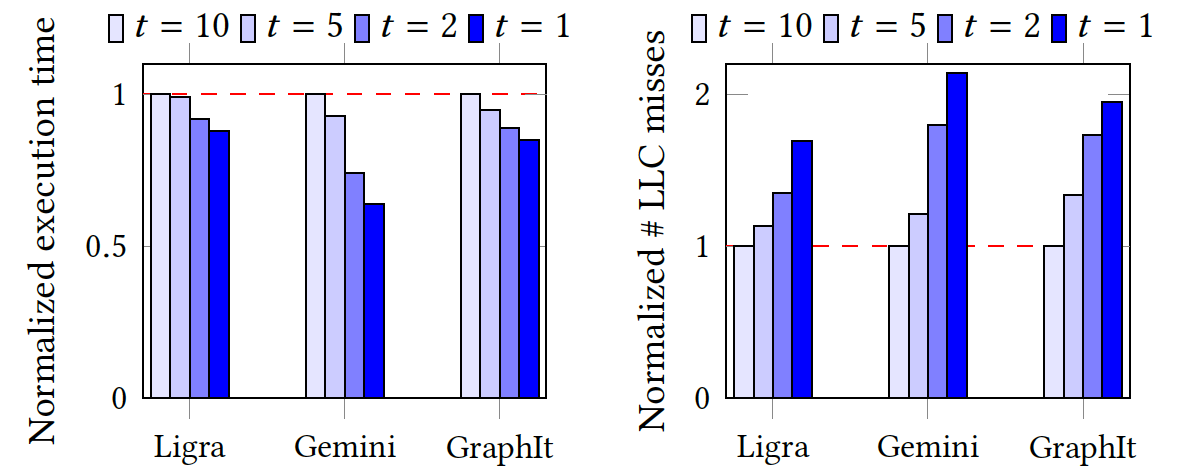 t = 10 t = 5 t = 2 t = 1
Normalized execution time
1
0.5
0
Ligra Gemini GraphIt
t = 10 t = 5 t = 2 t = 1
Normalized # LLC misses
2
1
0
Ligra Gemini GraphIt